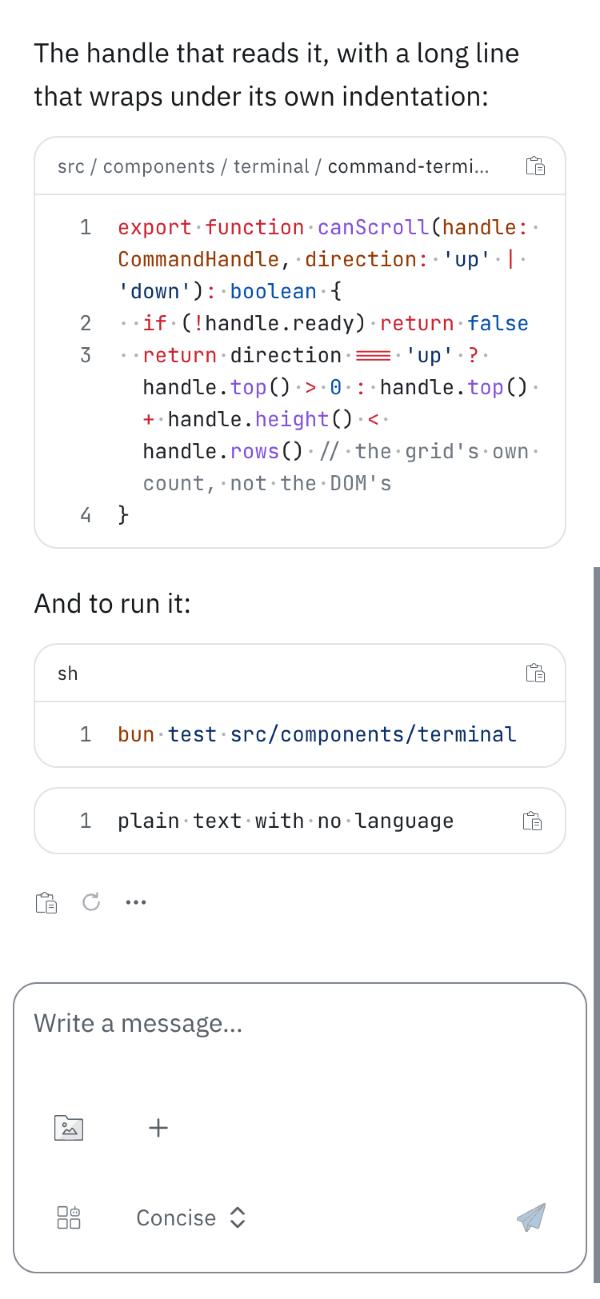 The handle that reads it, with a long line
that wraps under its own indentation:
src / components / terminal / command-termi...
1 export·function·canScroll(handle:·
CommandHandle,·direction:·'up'·|·
'down'):·boolean·{
2 ··if·(!handle.ready)·return·false
3 ··return·direction·===·'up'·?·
handle.top()·>·0·:·handle.top()·
+·handle.height()·<·
handle.rows()·//·the·grid's·own·
count,·not·the·DOM's
4 }
And to run it:
sh
1 bun·test·src/components/terminal
1 plain·text·with·no·language
Write a message...
Concise